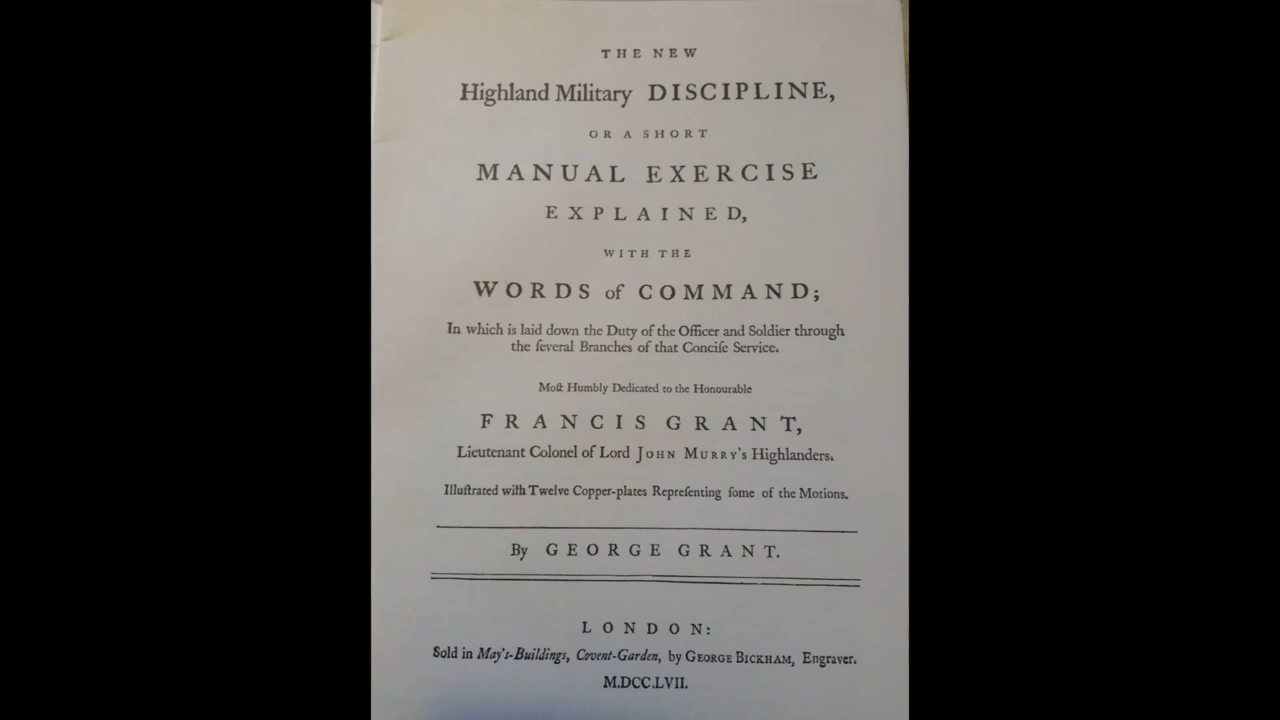 THE NEW
Highland Military DISCIPLINE,
OR A SHORT
MANUAL EXERCISE
EXPLAINED,
WITH THE
WORDS of COMMAND;
In which is laid down the Duty of the Officer and Soldier through
the ſeveral Branches of that Conciſe Service.
Moſt Humbly Dedicated to the Honourable
FRANCIS GRANT,
Lieutenant Colonel of Lord JOHN MURRY's Highlanders.
Illuſtrated with Twelve Copper-plates Repreſenting ſome of the Motions.
By GEORGE GRANT.
LONDON:
Sold in May's-Buildings, Covent-Garden, by GEORGE BICKHAM, Engraver.
M.DCC.LVII.